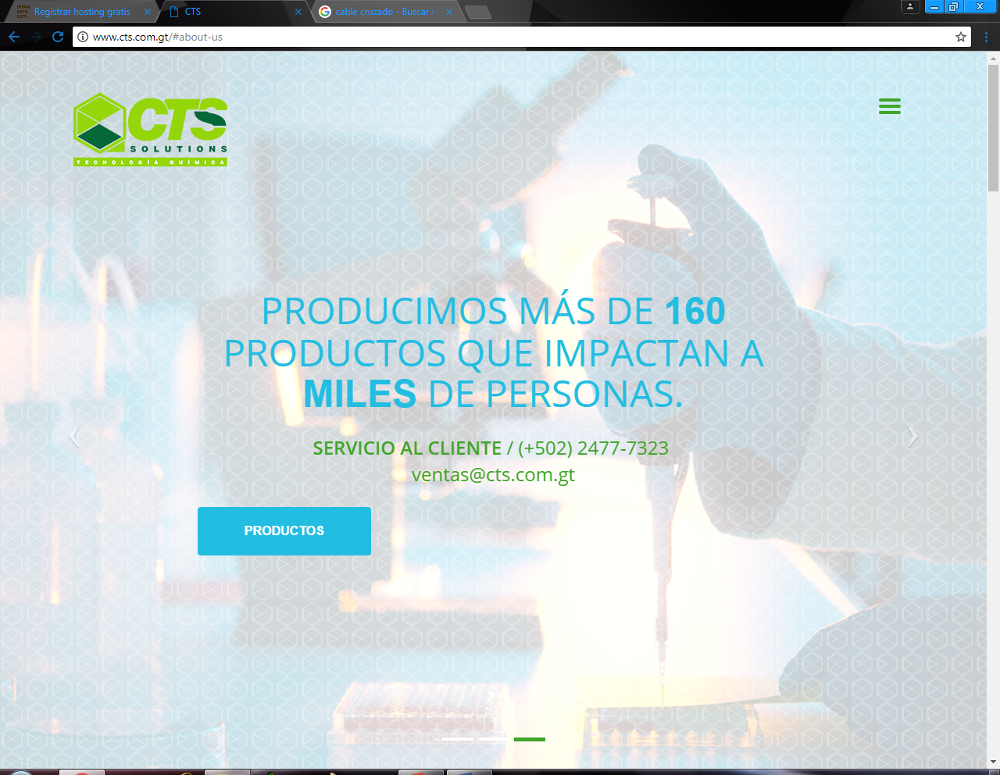 Registrar hosting gratis
CTS
cable cruzado - Buscar c
www.cts.com.gt/#about-us
CTS
SOLUTIONS
TECNOLOGÍA QUÍMICA
PRODUCIMOS MÁS DE 160
PRODUCTOS QUE IMPACTAN A
MILES DE PERSONAS.
SERVICIO AL CLIENTE / (+502) 2477-7323
ventas@cts.com.gt
PRODUCTOS